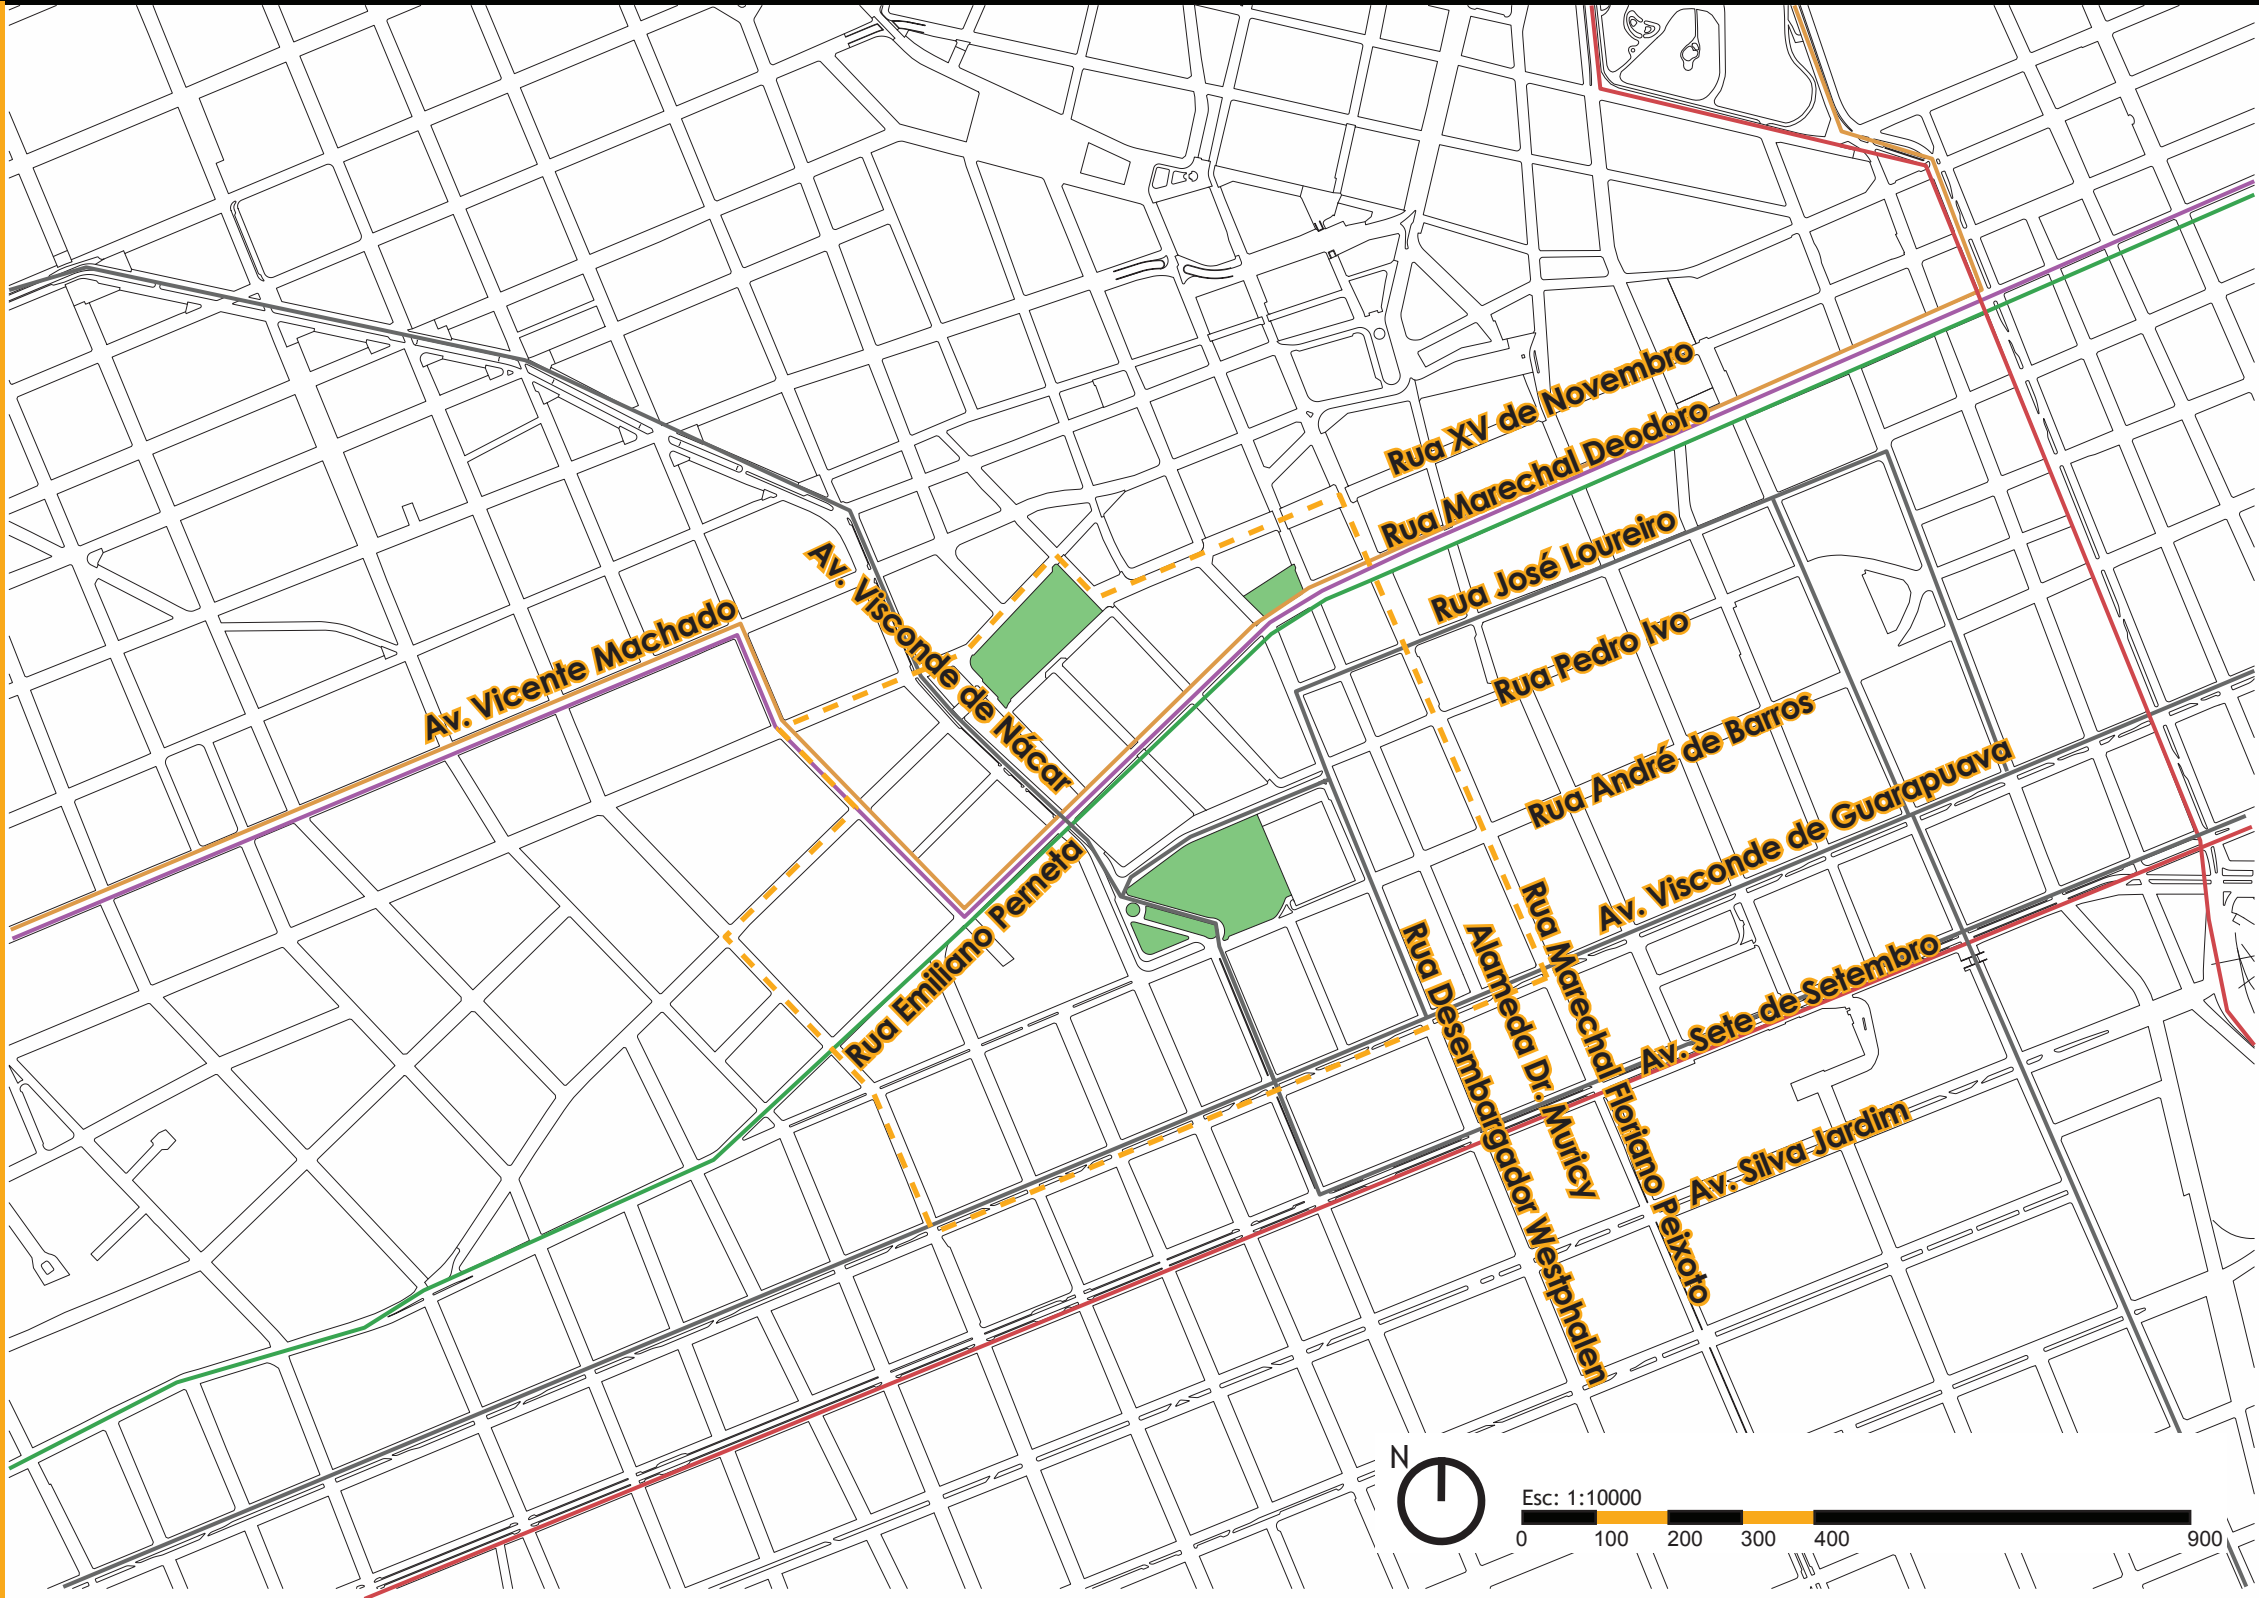 Rua XV de Novembro
Rua Marechal Deodoro
Rua José Loureiro
Av. Visconde de Nácar
Av. Vicente Machado
Rua Pedro Ivo
Rua André de Barros
Av. Visconde de Guarapuava
Rua Emiliano Perneta
Rua Marechal Floriano Peixoto
Alameda Dr. Muricy
Rua Desembargador Westphalen
Av. Sete de Setembro
Av. Silva Jardim
N
Esc: 1:10000
0 100 200 300 400 900